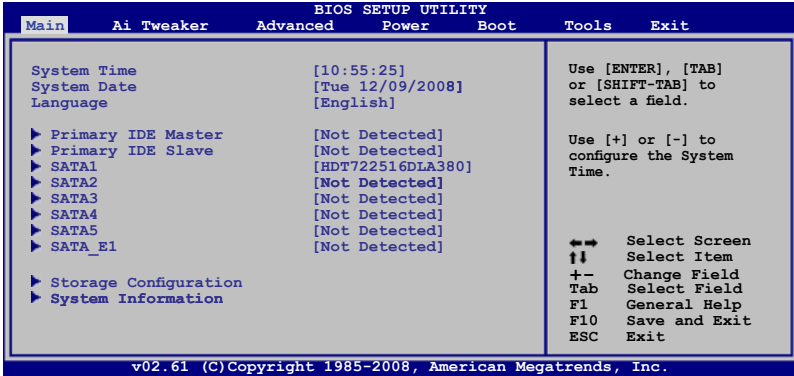 BIOS SETUP UTILITY
Main Ai Tweaker Advanced Power Boot Tools Exit
System Time [10:55:25]
System Date [Tue 12/09/2008]
Language [English]
Primary IDE Master [Not Detected]
Primary IDE Slave [Not Detected]
SATA1 [HDT722516DLA380]
SATA2 [Not Detected]
SATA3 [Not Detected]
SATA4 [Not Detected]
SATA5 [Not Detected]
SATA_E1 [Not Detected]
Storage Configuration
System Information
Use [ENTER], [TAB]
or [SHIFT-TAB] to
select a field.
Use [+] or [-] to
configure the System
Time.
←→ Select Screen
↑↓ Select Item
+- Change Field
Tab Select Field
F1 General Help
F10 Save and Exit
ESC Exit
v02.61 (C)Copyright 1985-2008, American Megatrends, Inc.